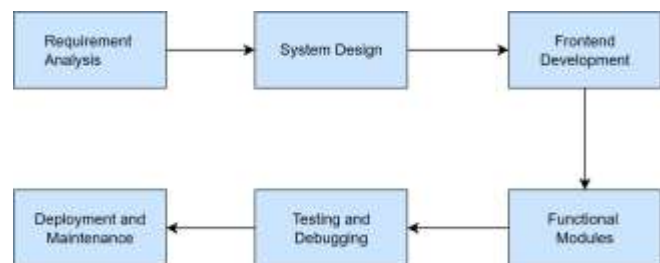 Requirement
Analysis
System Design
Frontend
Development
Functional
Modules
Testing and
Debugging
Deployment and
Maintenance